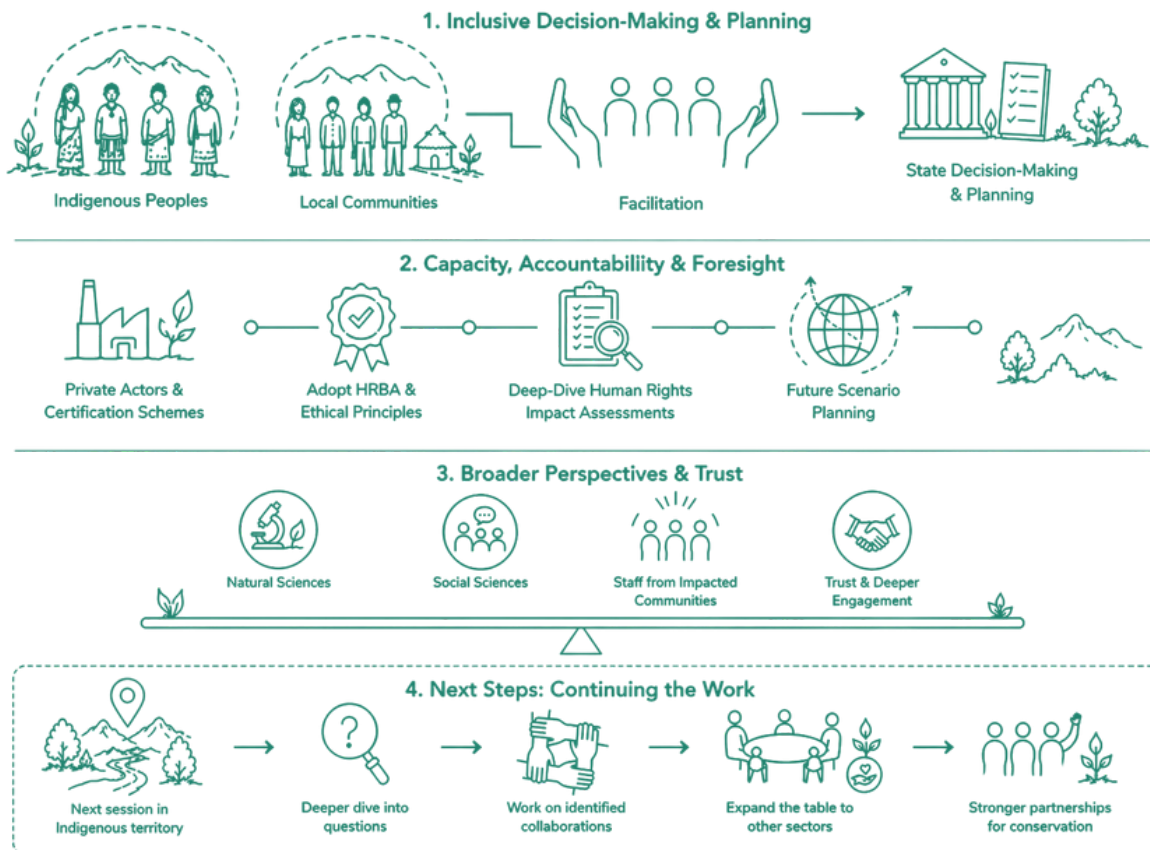 1. Inclusive Decision-Making & Planning
Indigenous Peoples
Local Communities
Facilitation
State Decision-Making
& Planning
2. Capacity, Accountability & Foresight
Private Actors &
Certification Schemes
Adopt HRBA &
Ethical Principles
Deep-Dive Human Rights
Impact Assessments
Future Scenario
Planning
3. Broader Perspectives & Trust
Natural Sciences
Social Sciences
Staff from Impacted
Communities
Trust & Deeper
Engagement
4. Next Steps: Continuing the Work
Next session in
Indigenous territory
Deeper dive into
questions
Work on identified
collaborations
Expand the table to
other sectors
Stronger partnerships
for conservation